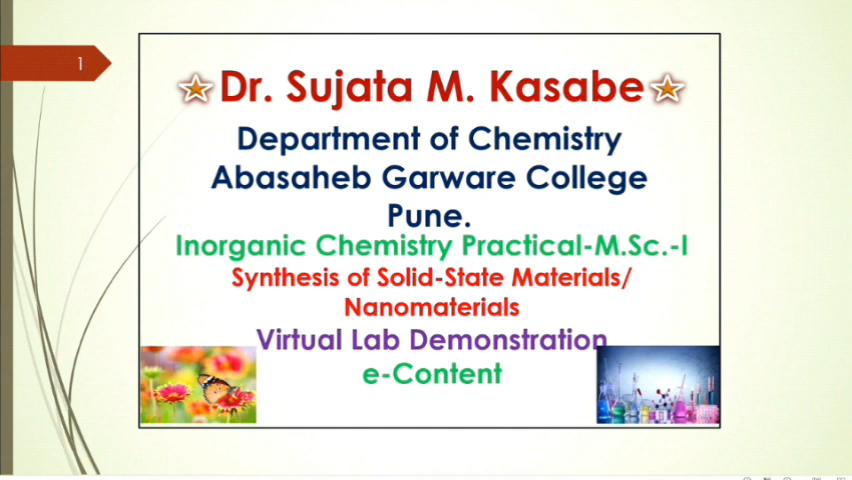 1
Dr. Sujata M. Kasabe
Department of Chemistry
Abasaheb Garware College
Pune.
Inorganic Chemistry Practical-M.Sc.-I
Synthesis of Solid-State Materials/
Nanomaterials
Virtual Lab Demonstration
e-Content